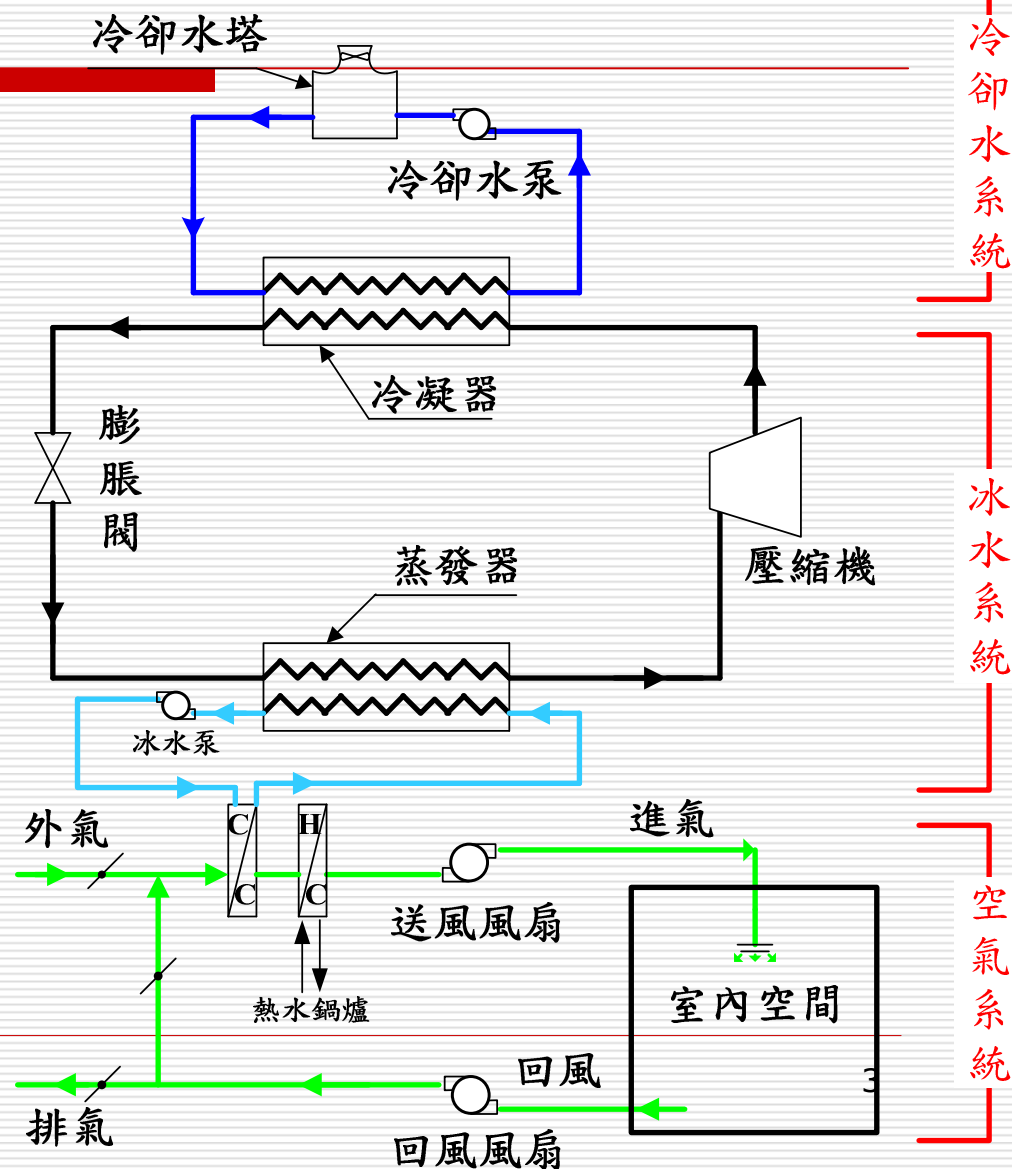 冷卻水塔
冷卻水泵
冷凝器
膨脹閥
壓縮機
蒸發器
冰水泵
外氣
C
C
H
C
進氣
送風風扇
熱水鍋爐
室內空間
回風
3
排氣
回風風扇
冷卻水系統
冰水系統
空氣系統